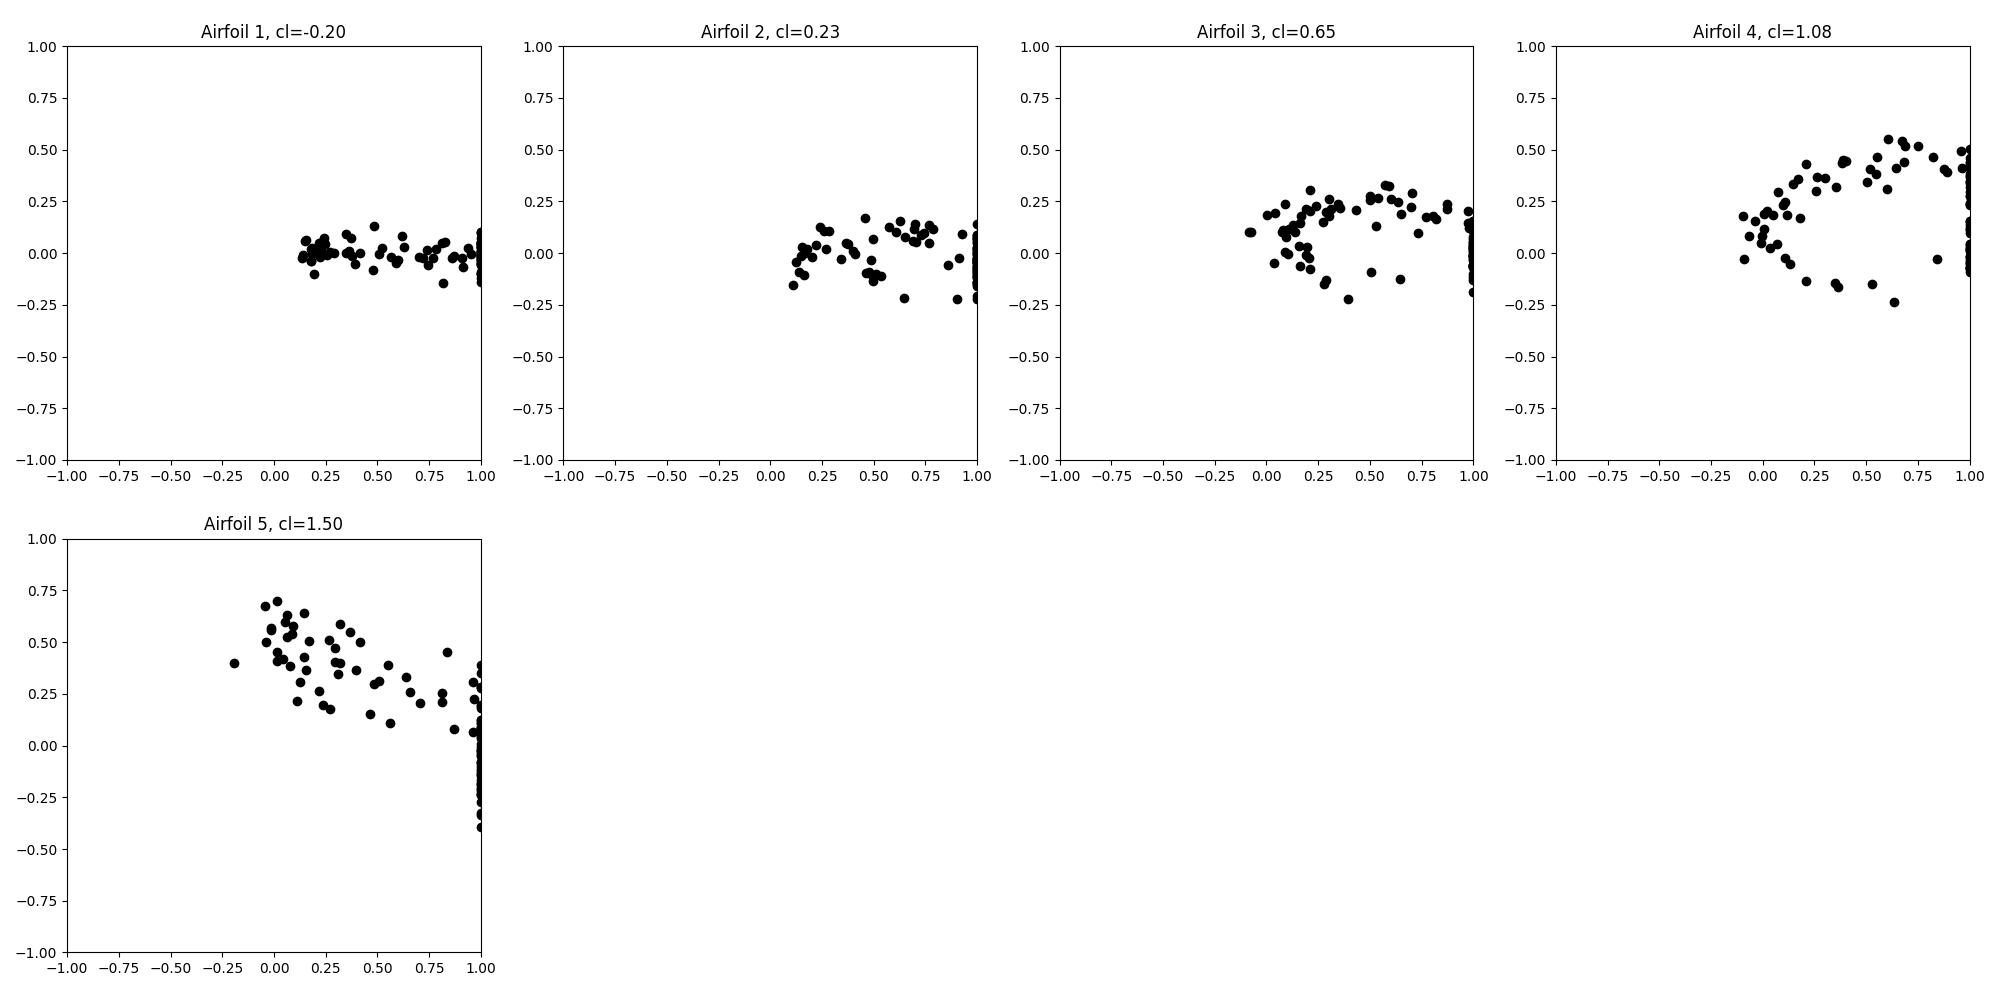 Airfoil 1, cl=-0.20
Airfoil 2, cl=0.23
Airfoil 3, cl=0.65
Airfoil 4, cl=1.08
1.00 1.00 1.00 1.00
0.75 0.75 0.75 0.75
0.50 0.50 0.50 0.50
0.25 0.25 0.25 0.25
0.00 0.00 0.00 0.00
−0.25 −0.25 −0.25 −0.25
−0.50 −0.50 −0.50 −0.50
−0.75 −0.75 −0.75 −0.75
−1.00 −1.00 −1.00 −1.00
−1.00 −0.75 −0.50 −0.25 0.00 0.25 0.50 0.75 1.00
−1.00 −0.75 −0.50 −0.25 0.00 0.25 0.50 0.75 1.00
−1.00 −0.75 −0.50 −0.25 0.00 0.25 0.50 0.75 1.00
−1.00 −0.75 −0.50 −0.25 0.00 0.25 0.50 0.75 1.00
Airfoil 5, cl=1.50
1.00
0.75
0.50
0.25
0.00
−0.25
−0.50
−0.75
−1.00
−1.00 −0.75 −0.50 −0.25 0.00 0.25 0.50 0.75 1.00